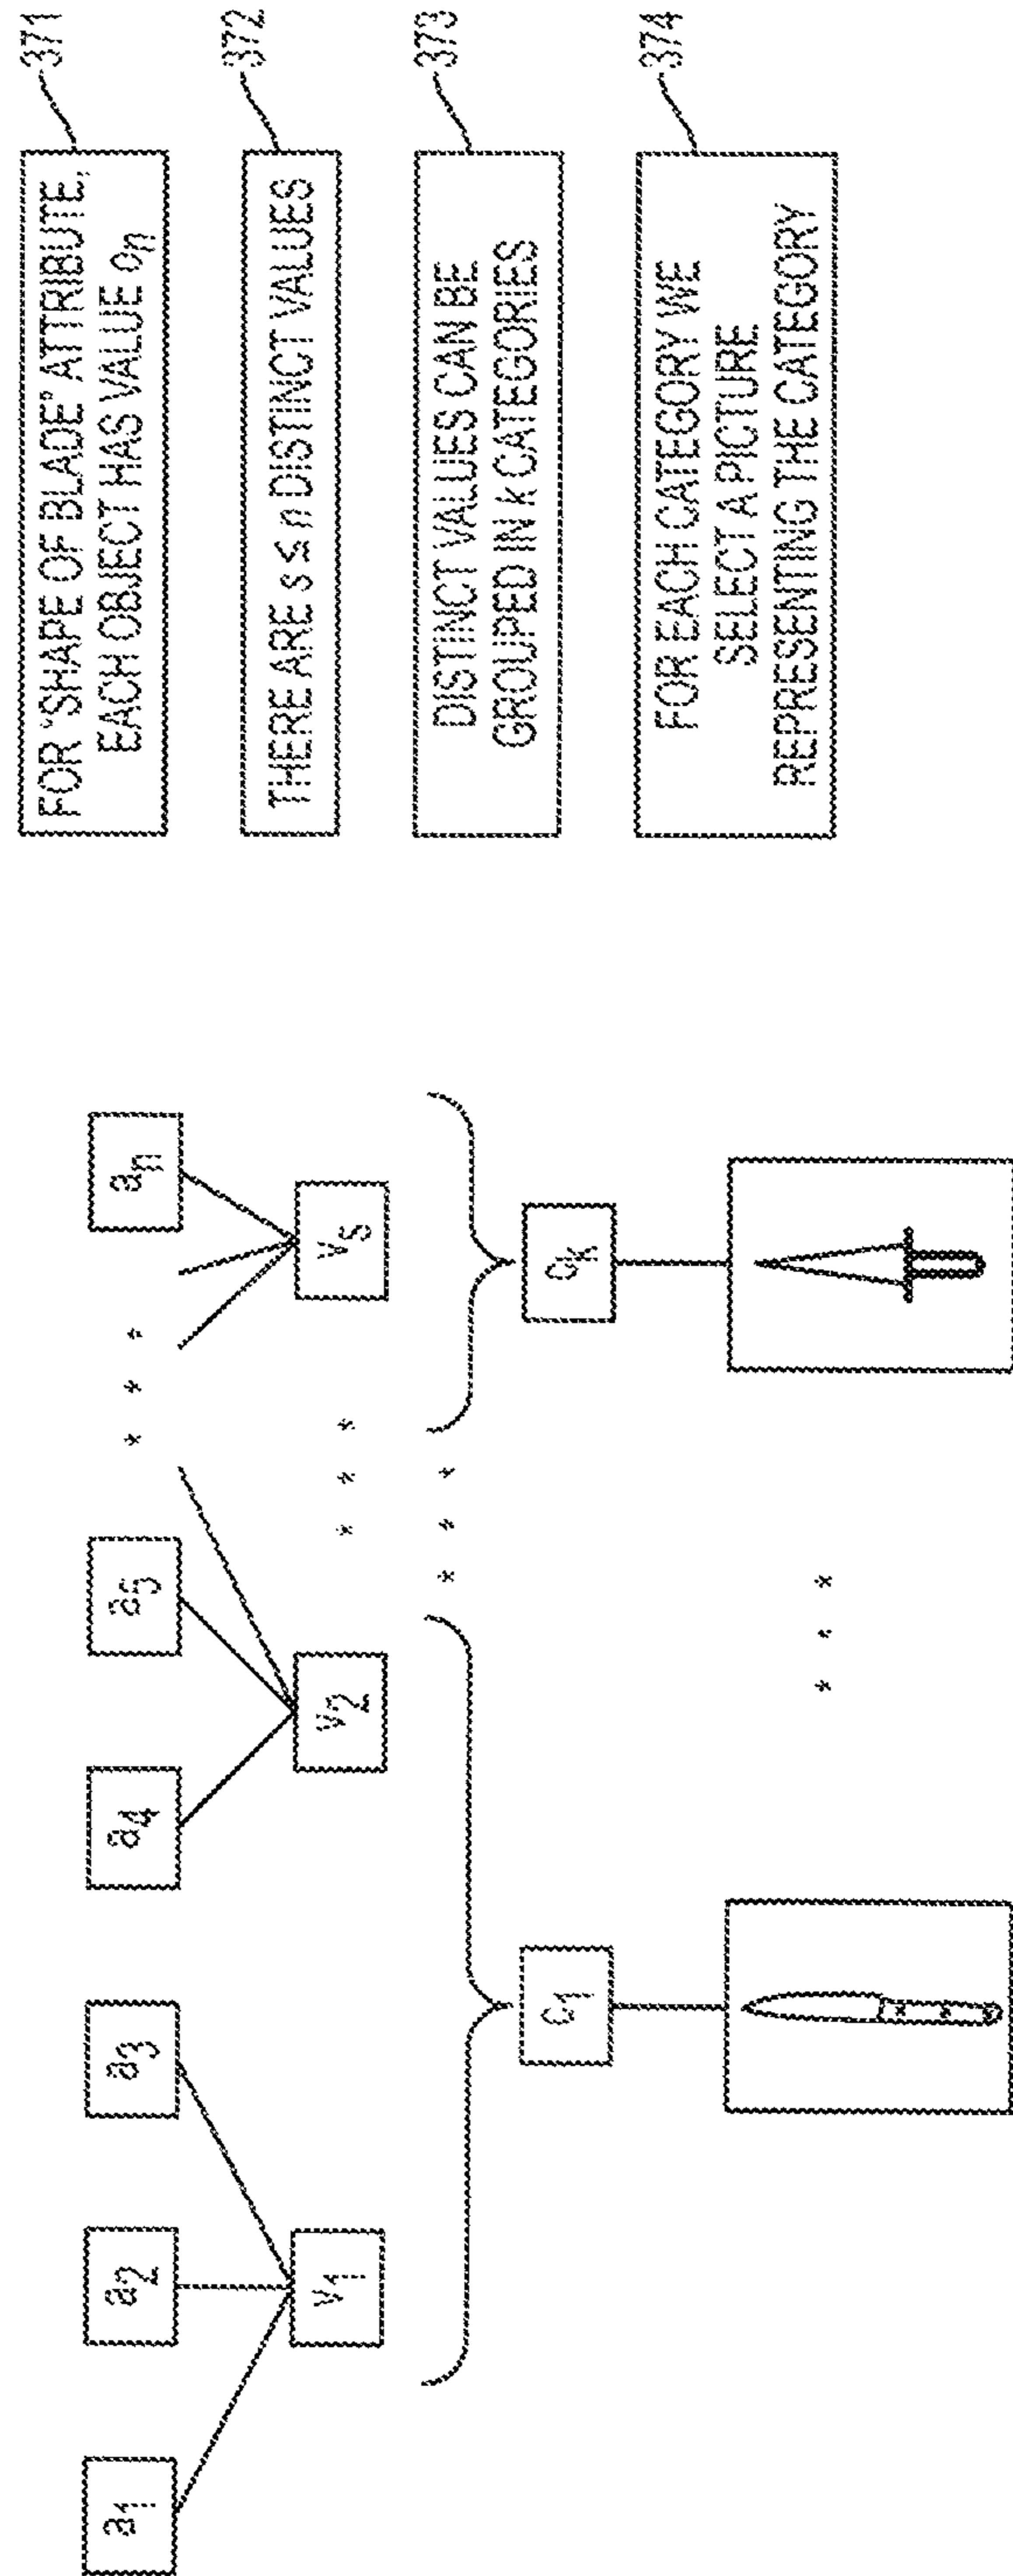 a1 a2 a3 a4 a5 * * * an
FOR "SHAPE OF BLADE" ATTRIBUTE,
EACH OBJECT HAS VALUE on
371
v1 v2 * * * vs
THERE ARE s ≤ n DISTINCT VALUES
372
* * *
c1 ck
DISTINCT VALUES CAN BE
GROUPED IN k CATEGORIES
373
* * *
FOR EACH CATEGORY WE
SELECT A PICTURE
REPRESENTING THE CATEGORY
374